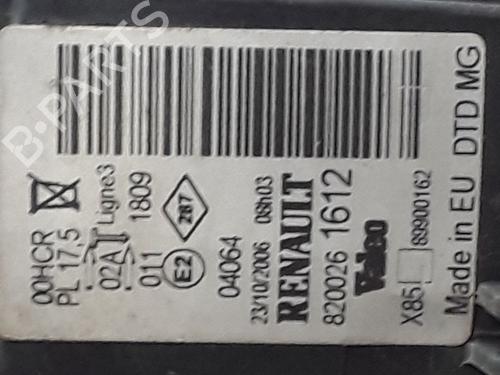 DTD MG
00HCR
PL 17,5
02A Ligne3
011 1809
E2 287
04064
23/10/2006 08h03
RENAULT
820026 1612
Valeo
X85 89900162
Made in EU
B-PARTS